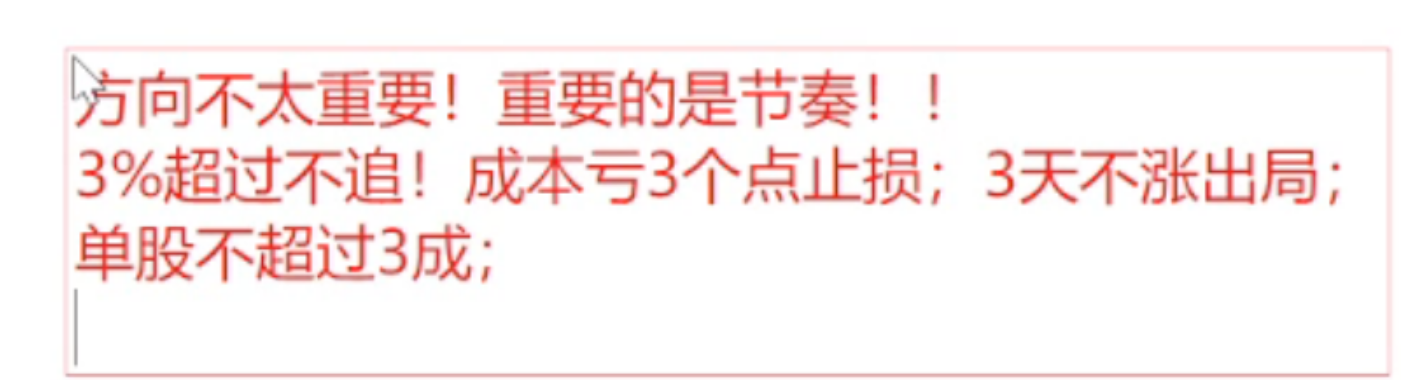 方向不太重要！重要的是节奏！！
3%超过不追！成本亏3个点止损；3天不涨出局；
单股不超过3成；